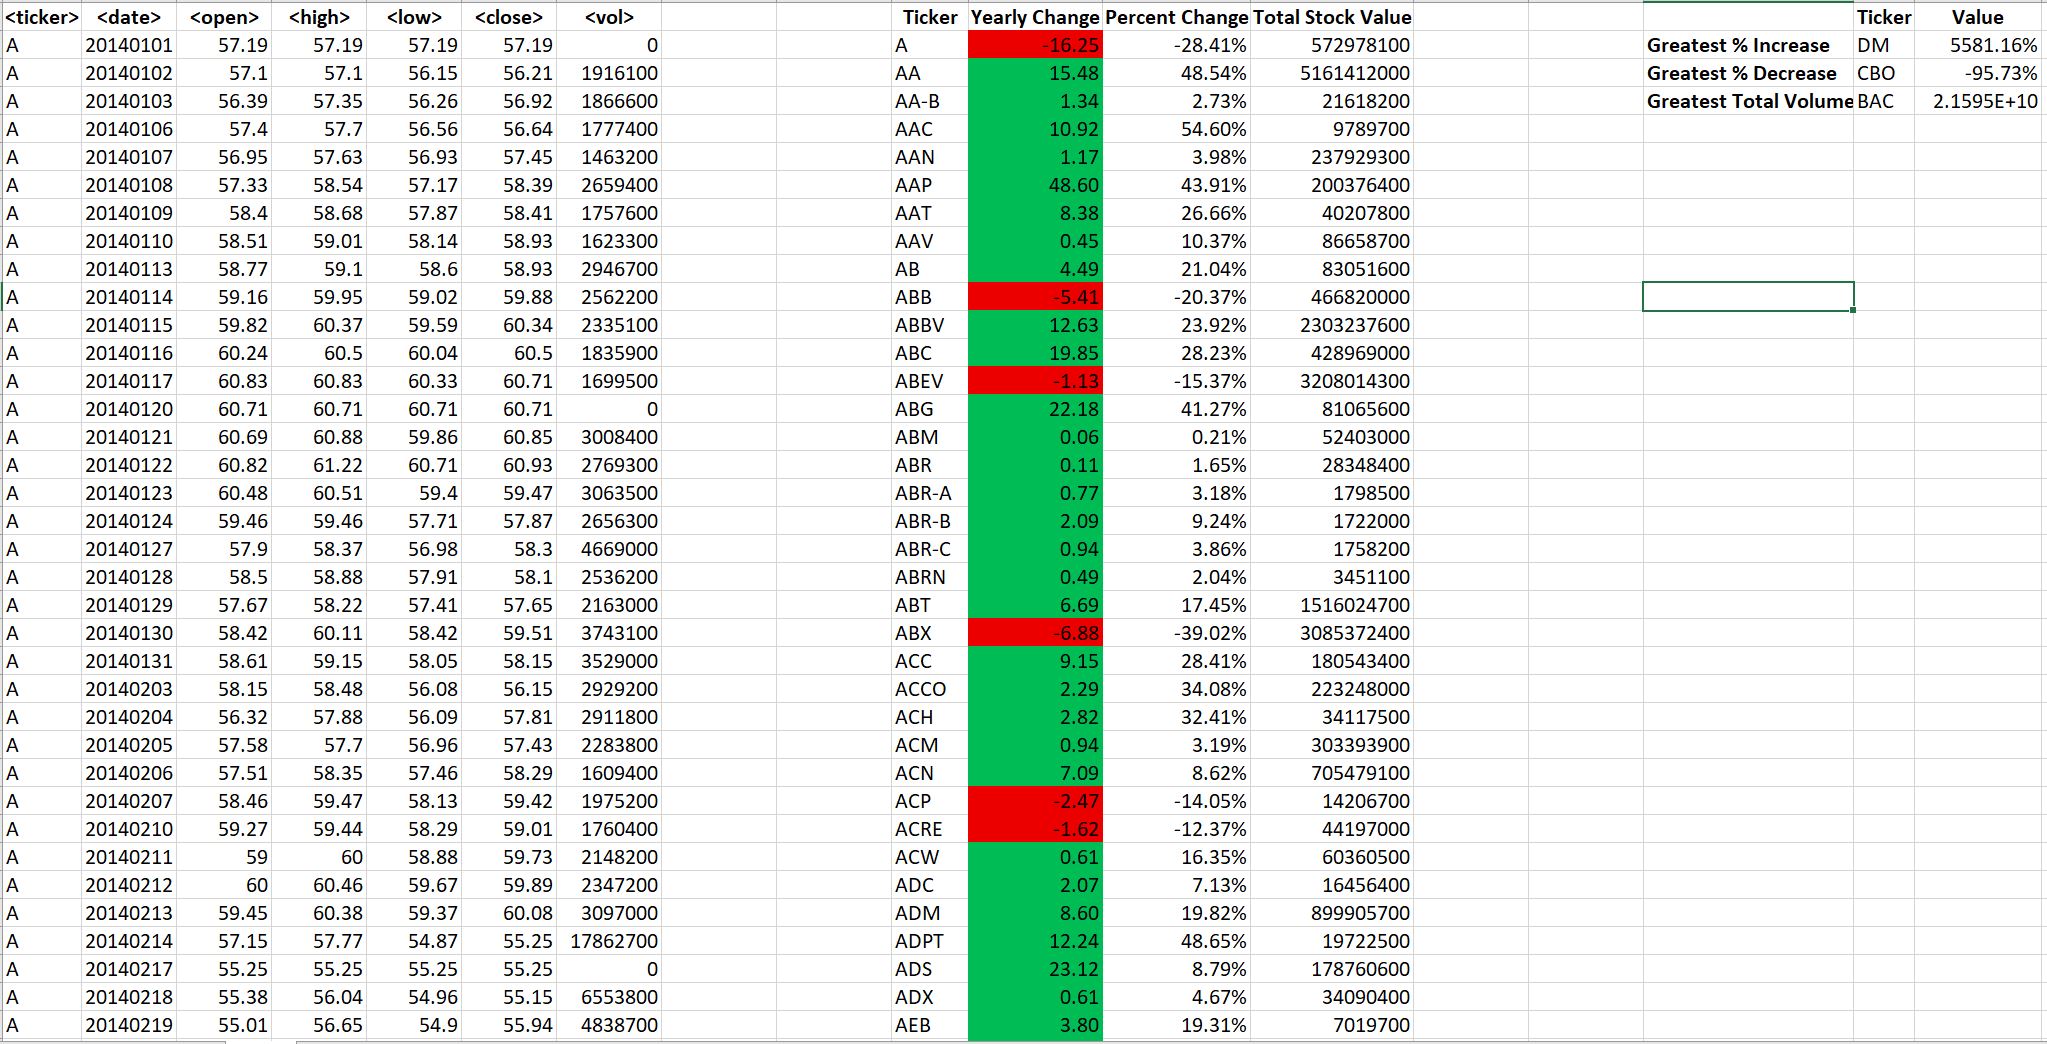 <ticker> <date> <open> <high> <low> <close> <vol> Ticker Yearly Change Percent Change Total Stock Value Ticker Value
A 20140101 57.19 57.19 57.19 57.19 0 A -16.25 -28.41% 572978100 Greatest % Increase DM 5581.16%
A 20140102 57.1 57.1 56.15 56.21 1916100 AA 15.48 48.54% 5161412000 Greatest % Decrease CBO -95.73%
A 20140103 56.39 57.35 56.26 56.92 1866600 AA-B 1.34 2.73% 21618200 Greatest Total Volume BAC 2.1595E+10
A 20140106 57.4 57.7 56.56 56.64 1777400 AAC 10.92 54.60% 9789700
A 20140107 56.95 57.63 56.93 57.45 1463200 AAN 1.17 3.98% 237929300
A 20140108 57.33 58.54 57.17 58.39 2659400 AAP 48.60 43.91% 200376400
A 20140109 58.4 58.68 57.87 58.41 1757600 AAT 8.38 26.66% 40207800
A 20140110 58.51 59.01 58.14 58.93 1623300 AAV 0.45 10.37% 86658700
A 20140113 58.77 59.1 58.6 58.93 2946700 AB 4.49 21.04% 83051600
A 20140114 59.16 59.95 59.02 59.88 2562200 ABB -5.41 -20.37% 466820000
A 20140115 59.82 60.37 59.59 60.34 2335100 ABBV 12.63 23.92% 2303237600
A 20140116 60.24 60.5 60.04 60.5 1835900 ABC 19.85 28.23% 428969000
A 20140117 60.83 60.83 60.33 60.71 1699500 ABEV -1.13 -15.37% 3208014300
A 20140120 60.71 60.71 60.71 60.71 0 ABG 22.18 41.27% 81065600
A 20140121 60.69 60.88 59.86 60.85 3008400 ABM 0.06 0.21% 52403000
A 20140122 60.82 61.22 60.71 60.93 2769300 ABR 0.11 1.65% 28348400
A 20140123 60.48 60.51 59.4 59.47 3063500 ABR-A 0.77 3.18% 1798500
A 20140124 59.46 59.46 57.71 57.87 2656300 ABR-B 2.09 9.24% 1722000
A 20140127 57.9 58.37 56.98 58.3 4669000 ABR-C 0.94 3.86% 1758200
A 20140128 58.5 58.88 57.91 58.1 2536200 ABRN 0.49 2.04% 3451100
A 20140129 57.67 58.22 57.41 57.65 2163000 ABT 6.69 17.45% 1516024700
A 20140130 58.42 60.11 58.42 59.51 3743100 ABX -6.88 -39.02% 3085372400
A 20140131 58.61 59.15 58.05 58.15 3529000 ACC 9.15 28.41% 180543400
A 20140203 58.15 58.48 56.08 56.15 2929200 ACCO 2.29 34.08% 223248000
A 20140204 56.32 57.88 56.09 57.81 2911800 ACH 2.82 32.41% 34117500
A 20140205 57.58 57.7 56.96 57.43 2283800 ACM 0.94 3.19% 303393900
A 20140206 57.51 58.35 57.46 58.29 1609400 ACN 7.09 8.62% 705479100
A 20140207 58.46 59.47 58.13 59.42 1975200 ACP -2.47 -14.05% 14206700
A 20140210 59.27 59.44 58.29 59.01 1760400 ACRE -1.62 -12.37% 44197000
A 20140211 59 60 58.88 59.73 2148200 ACW 0.61 16.35% 60360500
A 20140212 60 60.46 59.67 59.89 2347200 ADC 2.07 7.13% 16456400
A 20140213 59.45 60.38 59.37 60.08 3097000 ADM 8.60 19.82% 899905700
A 20140214 57.15 57.77 54.87 55.25 17862700 ADPT 12.24 48.65% 19722500
A 20140217 55.25 55.25 55.25 55.25 0 ADS 23.12 8.79% 178760600
A 20140218 55.38 56.04 54.96 55.15 6553800 ADX 0.61 4.67% 34090400
A 20140219 55.01 56.65 54.9 55.94 4838700 AEB 3.80 19.31% 7019700